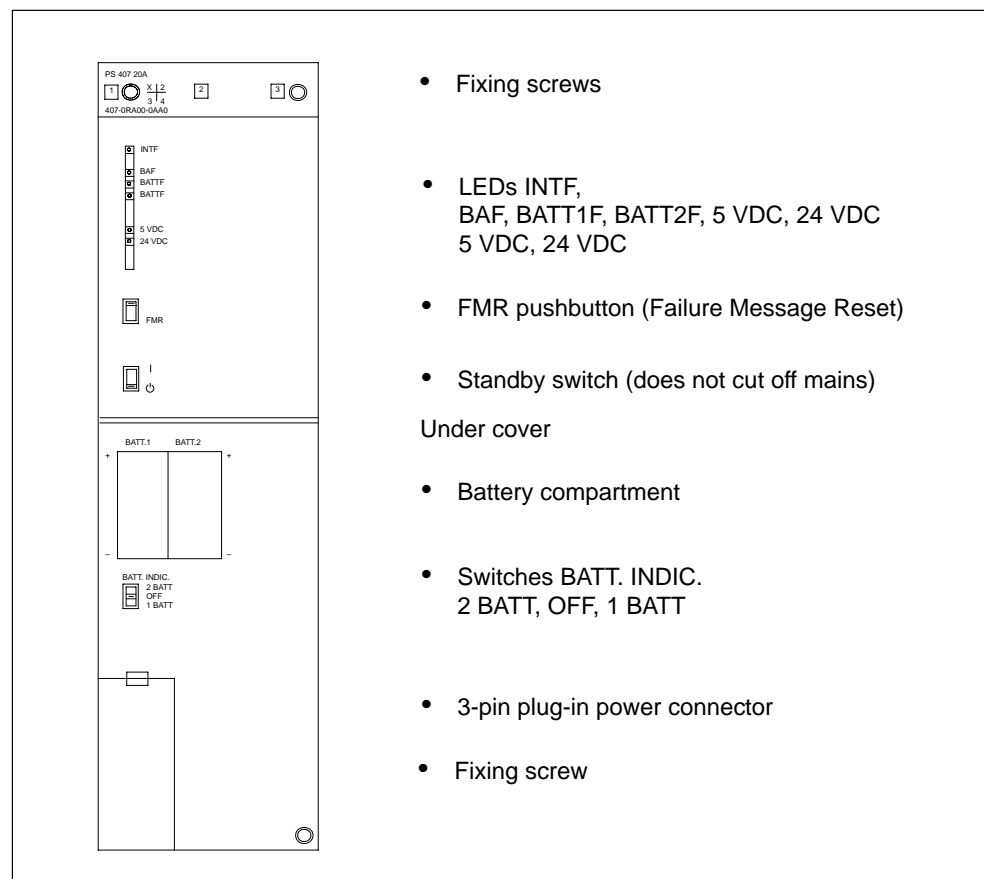 PS 407 20A
1 X 2 2 3
3 4
407-0RA00-0AA0
INTF
BAF
BATTF
BATTF
5 VDC
24 VDC
FMR
I
BATT.1 BATT.2
+ +
– –
BATT. INDIC.
2 BATT
OFF
1 BATT
• Fixing screws
• LEDs INTF,
BAF, BATT1F, BATT2F, 5 VDC, 24 VDC
5 VDC, 24 VDC
• FMR pushbutton (Failure Message Reset)
• Standby switch (does not cut off mains)
Under cover
• Battery compartment
• Switches BATT. INDIC.
2 BATT, OFF, 1 BATT
• 3-pin plug-in power connector
• Fixing screw